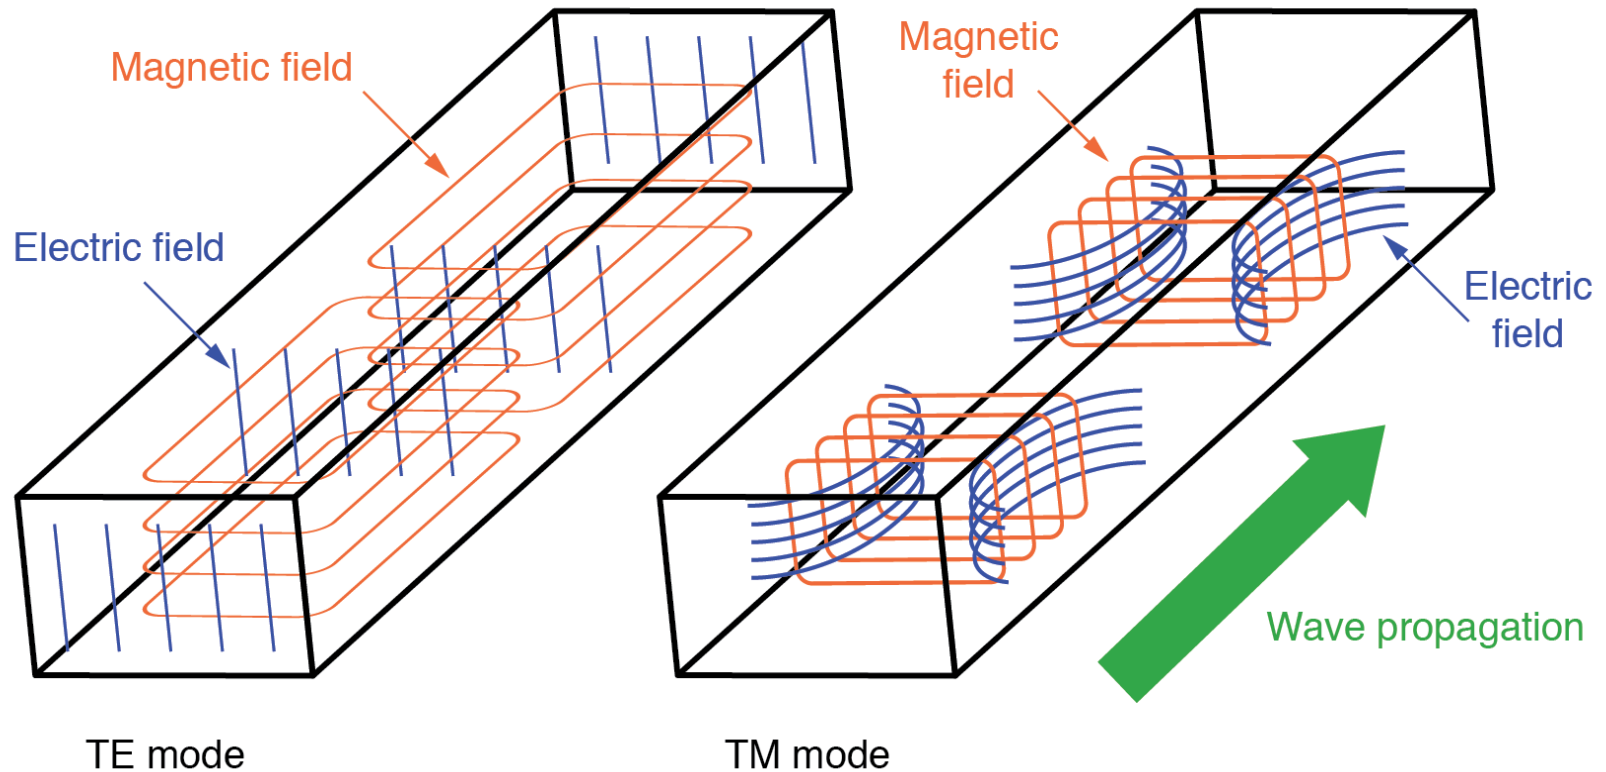 Magnetic field
Electric field
TE mode
Magnetic
field
Electric
field
Wave propagation
TM mode